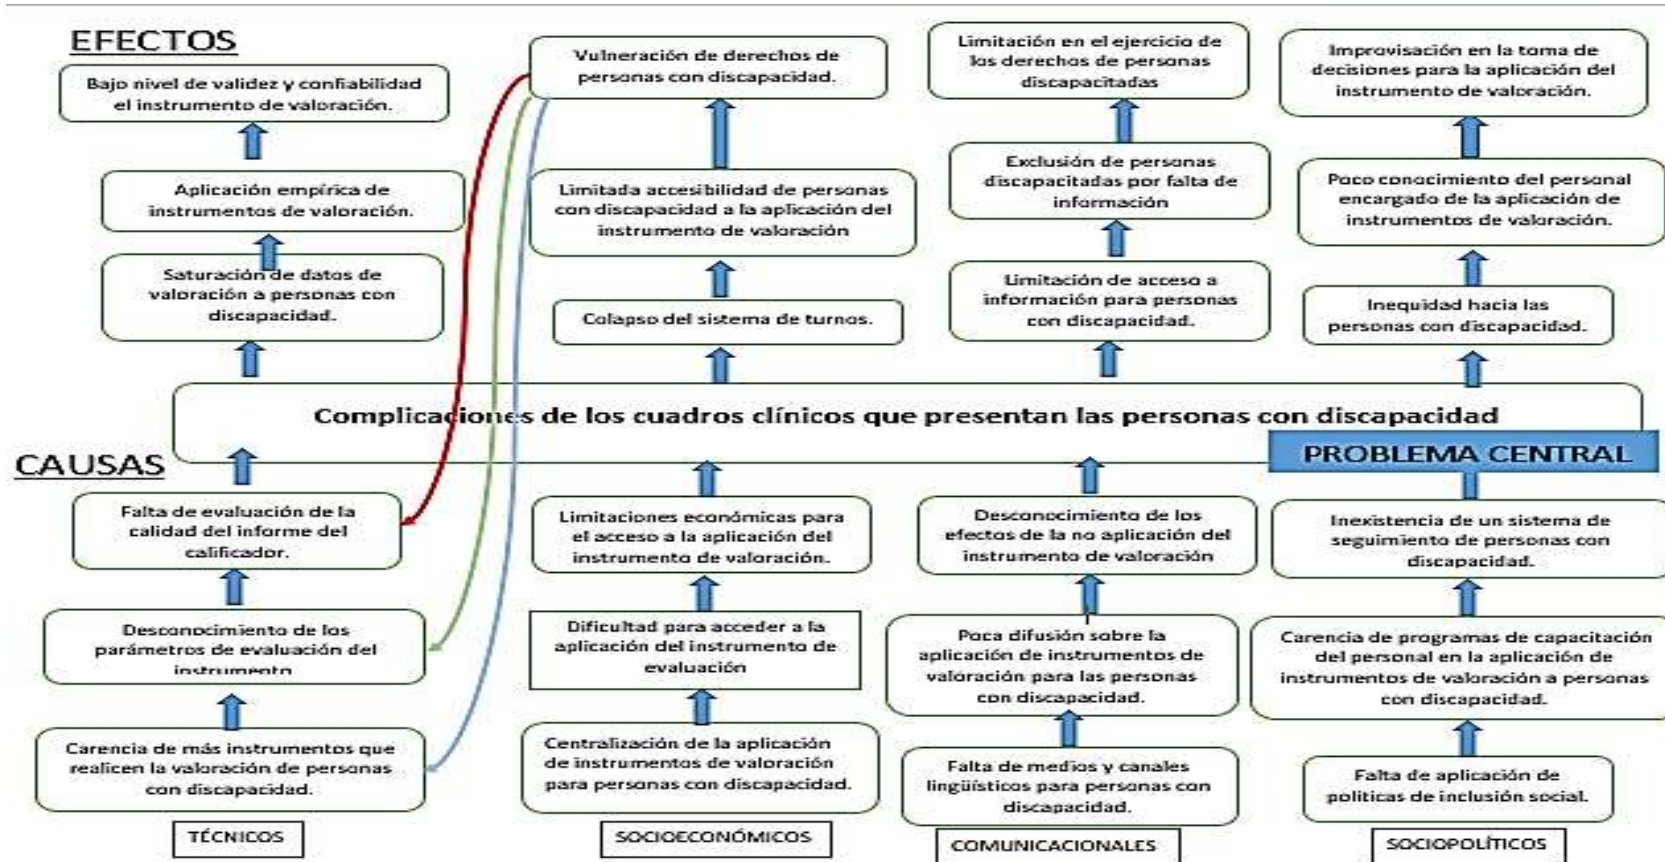 EFECTOS
Bajo nivel de validez y confiabilidad
el instrumento de valoración.
Vulneración de derechos de
personas con discapacidad.
Limitación en el ejercicio de
los derechos de personas
discapacitadas
Improvisación en la toma de
decisiones para la aplicación del
instrumento de valoración.
Aplicación empírica de
instrumentos de valoración.
Limitada accesibilidad de personas
con discapacidad a la aplicación del
instrumento de valoración
Exclusión de personas
discapacitadas por falta de
información
Poco conocimiento del personal
encargado de la aplicación de
instrumentos de valoración.
Saturación de datos de
valoración a personas con
discapacidad.
Colapso del sistema de turnos.
Limitación de acceso a
información para personas
con discapacidad.
Inequidad hacia las
personas con discapacidad.
Complicaciones de los cuadros clínicos que presentan las personas con discapacidad
PROBLEMA CENTRAL
CAUSAS
Falta de evaluación de la
calidad del informe del
calificador.
Limitaciones económicas para
el acceso a la aplicación del
instrumento de valoración.
Desconocimiento de los
efectos de la no aplicación del
instrumento de valoración
Inexistencia de un sistema de
seguimiento de personas con
discapacidad.
Desconocimiento de los
parámetros de evaluación del
instrumento
Dificultad para acceder a la
aplicación del instrumento de
evaluación
Poca difusión sobre la
aplicación de instrumentos de
valoración para las personas
con discapacidad.
Carencia de programas de capacitación
del personal en la aplicación de
instrumentos de valoración a personas
con discapacidad.
Carencia de más instrumentos que
realicen la valoración de personas
con discapacidad.
Centralización de la aplicación
de instrumentos de valoración
para personas con discapacidad.
Falta de medios y canales
lingüísticos para personas con
discapacidad.
Falta de aplicación de
políticas de inclusión social.
TÉCNICOS
SOCIOECONÓMICOS
COMUNICACIONALES
SOCIOPOLÍTICOS